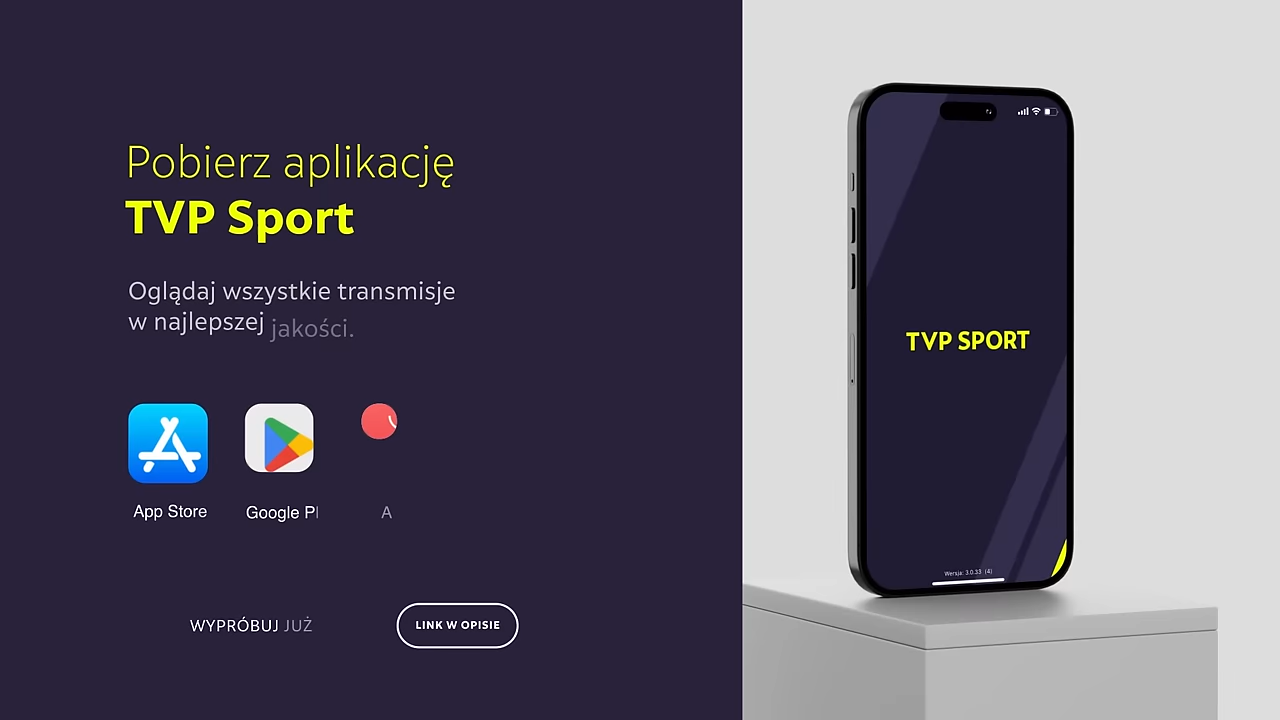 Pobierz aplikację
TVP Sport
Oglądaj wszystkie transmisje
w najlepszej jakości.
App Store
Google Pl
A
WYPRÓBUJ JUŻ
LINK W OPISIE
TVP SPORT
Wersja: 3.0.33 (4)